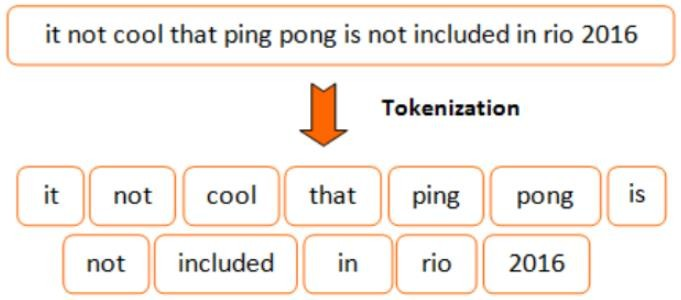 it not cool that ping pong is not included in rio 2016
Tokenization
it not cool that ping pong is
not included in rio 2016